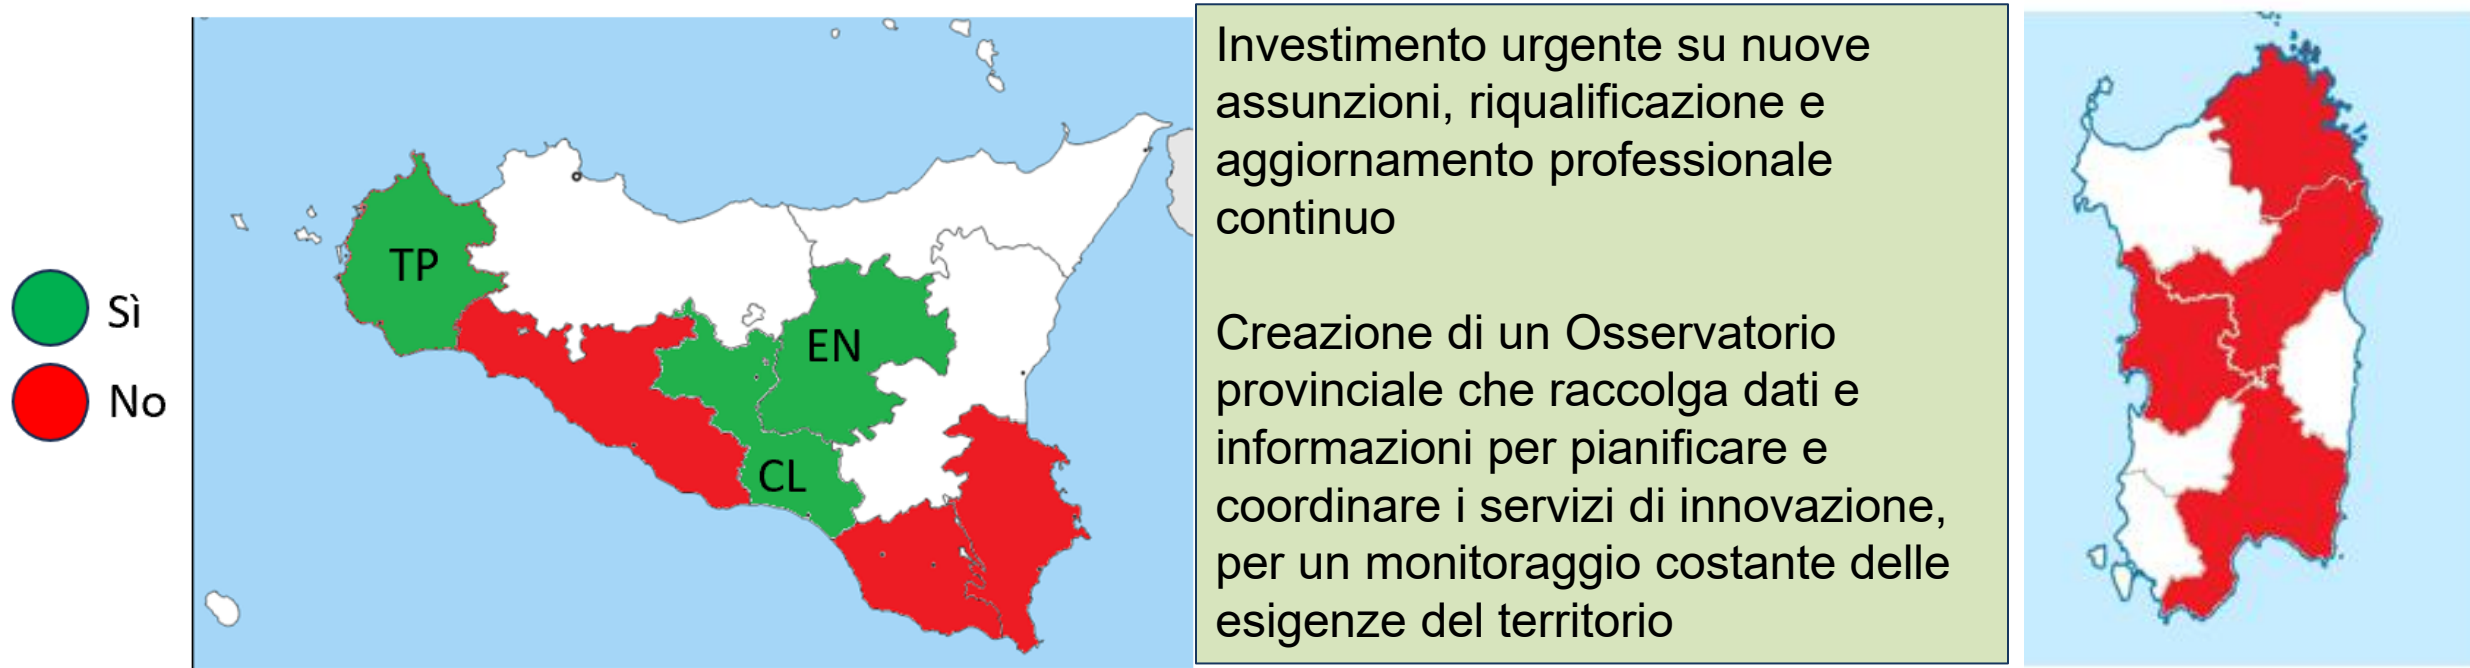 Sì
No
TP
EN
CL
Investimento urgente su nuove
assunzioni, riqualificazione e
aggiornamento professionale
continuo
Creazione di un Osservatorio
provinciale che raccolga dati e
informazioni per pianificare e
coordinare i servizi di innovazione,
per un monitoraggio costante delle
esigenze del territorio